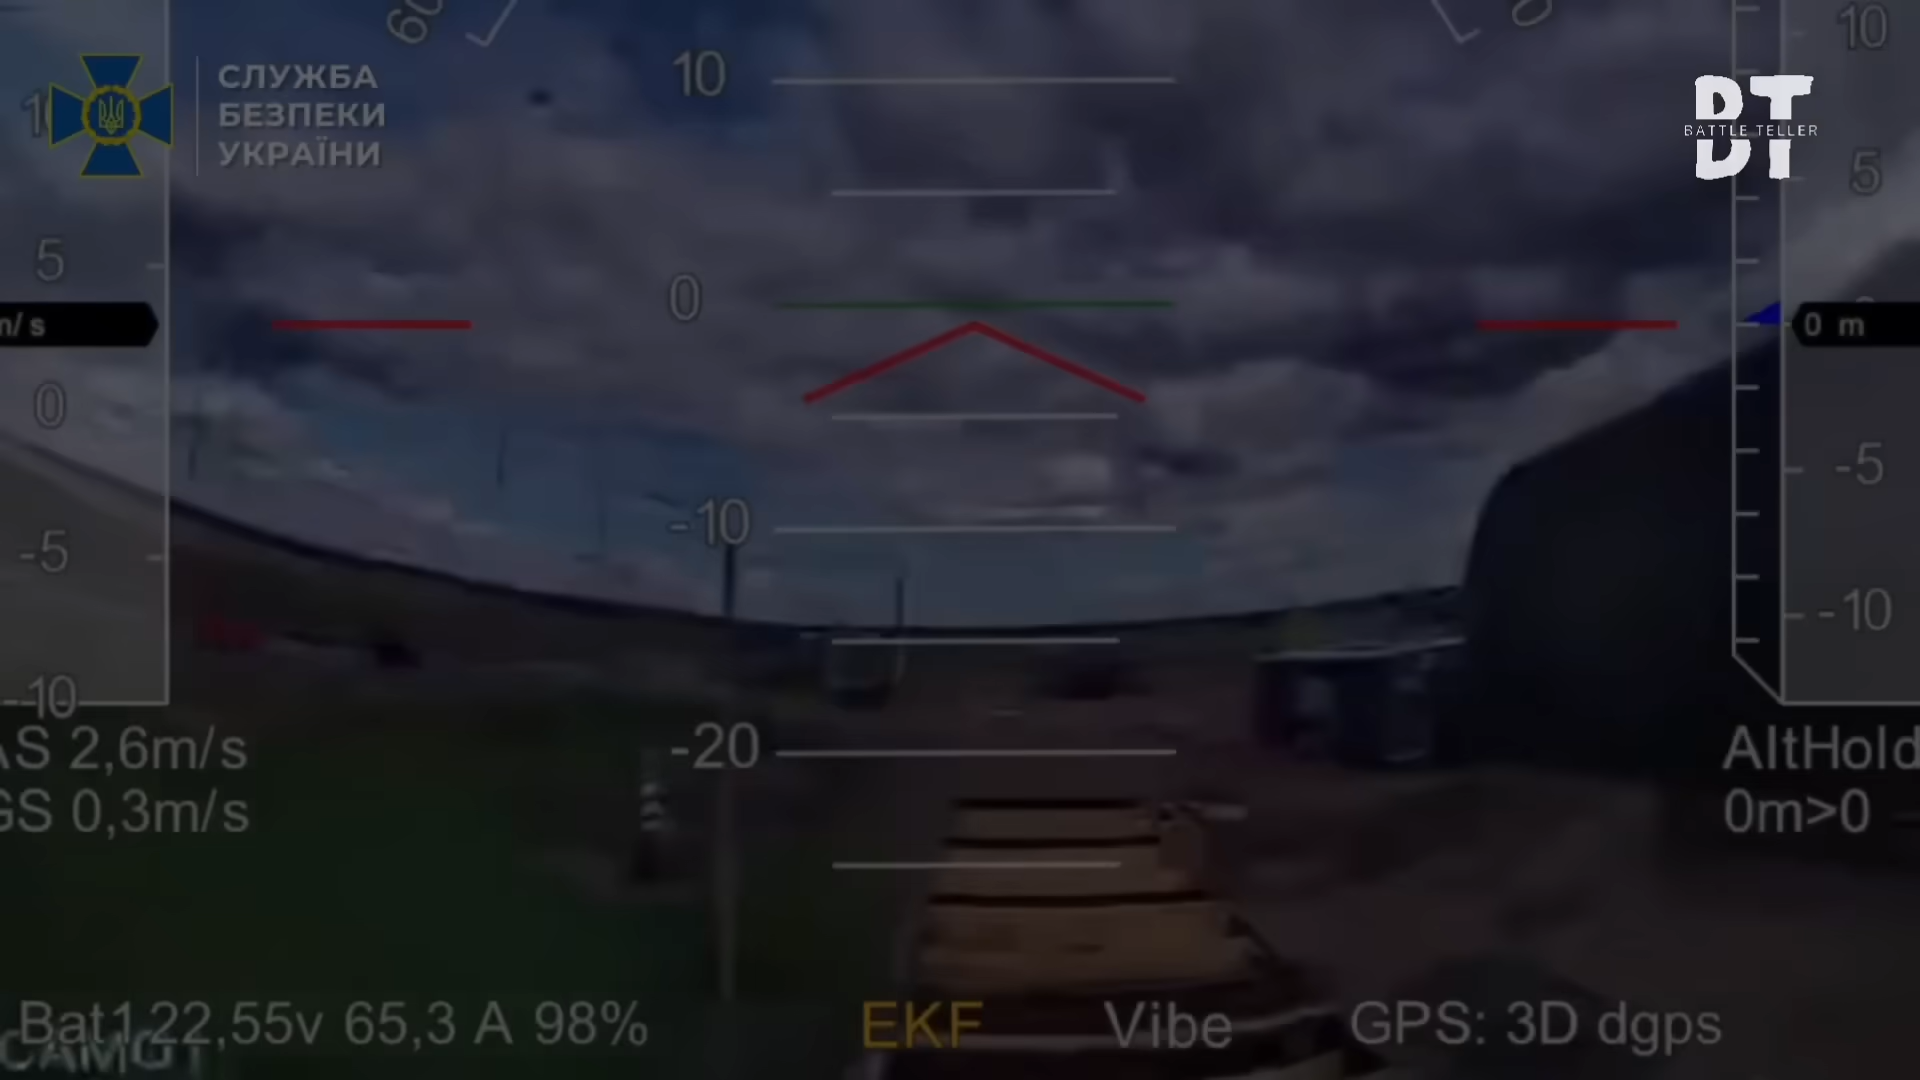 СЛУЖБА
БЕЗПЕКИ
УКРАЇНИ
BT
BATTLE TELLER
60
10
0
-10
-20
5
m/s
0
-5
-10
10
5
0 m
-5
-10
AS 2,6m/s
GS 0,3m/s
AltHold
0m>0
Bat1 22,55v 65,3 A 98%
EKF
Vibe
GPS: 3D dgps